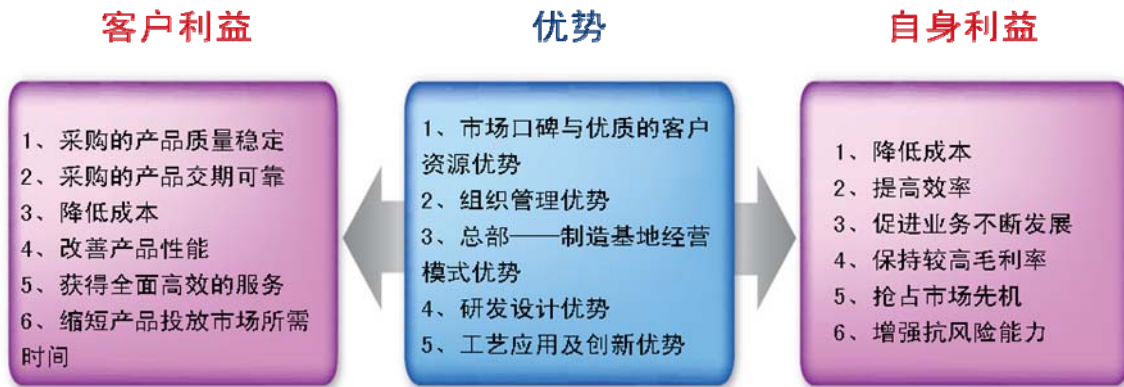 客户利益
优势
自身利益
1、采购的产品质量稳定
2、采购的产品交期可靠
3、降低成本
4、改善产品性能
5、获得全面高效的服务
6、缩短产品投放市场所需
时间
1、市场口碑与优质的客户
资源优势
2、组织管理优势
3、总部——制造基地经营
模式优势
4、研发设计优势
5、工艺应用及创新优势
1、降低成本
2、提高效率
3、促进业务不断发展
4、保持较高毛利率
5、抢占市场先机
6、增强抗风险能力